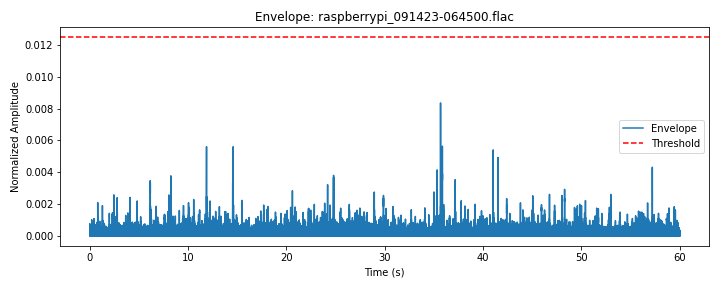 Envelope: raspberrypi_091423-064500.flac
Normalized Amplitude
0.012
0.010
0.008
0.006
0.004
0.002
0.000
Envelope
Threshold
0 10 20 30 40 50 60
Time (s)